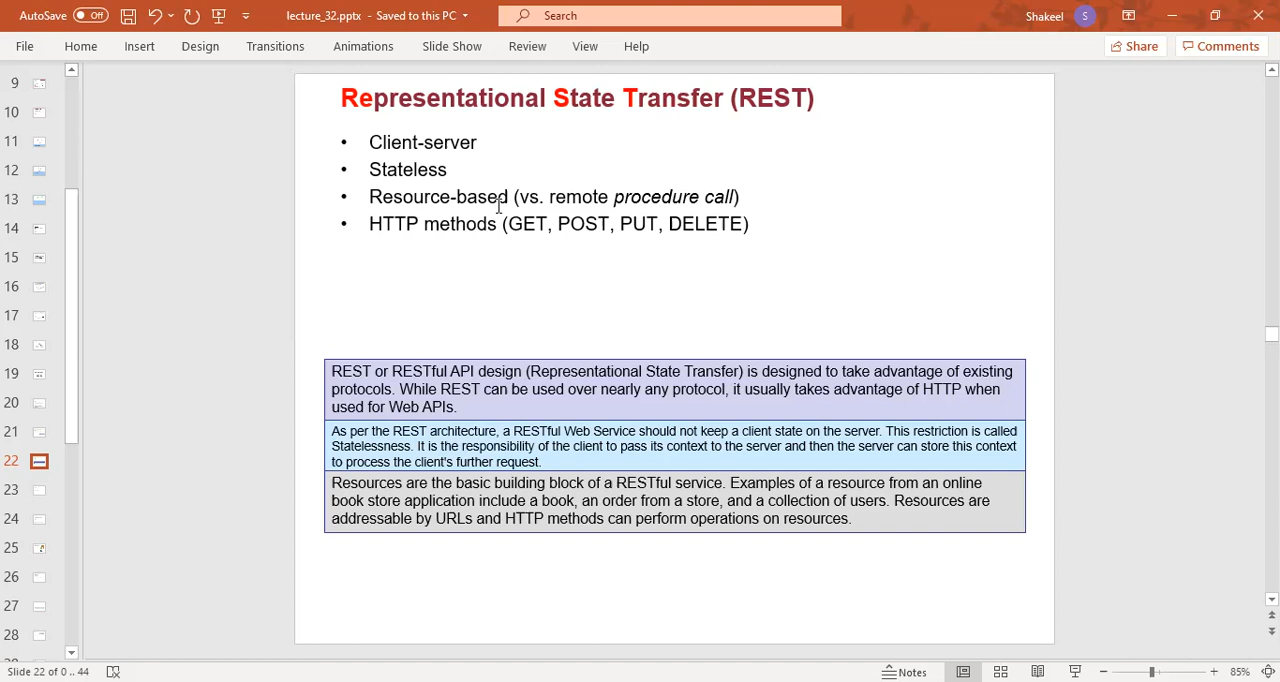 AutoSave Off lecture_32.pptx - Saved to this PC Search Shakeel S
File Home Insert Design Transitions Animations Slide Show Review View Help Share Comments
9
10
11
12
13
14
15
16
17
18
19
20
21
22
23
24
25
26
27
28
Representational State Transfer (REST)
• Client-server
• Stateless
• Resource-based (vs. remote procedure call)
• HTTP methods (GET, POST, PUT, DELETE)
REST or RESTful API design (Representational State Transfer) is designed to take advantage of existing
protocols. While REST can be used over nearly any protocol, it usually takes advantage of HTTP when
used for Web APIs.
As per the REST architecture, a RESTful Web Service should not keep a client state on the server. This restriction is called
Statelessness. It is the responsibility of the client to pass its context to the server and then the server can store this context
to process the client's further request.
Resources are the basic building block of a RESTful service. Examples of a resource from an online
book store application include a book, an order from a store, and a collection of users. Resources are
addressable by URLs and HTTP methods can perform operations on resources.
Slide 22 of 0 .. 44 Notes 85%